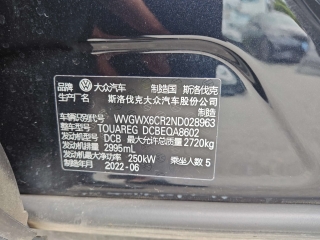 品牌 大众汽车 制造国 斯洛伐克
生产厂名 斯洛伐克大众汽车股份公司
制造
车辆识别代号 WVGWX6CR2ND028963
整车型号 TOUAREG DCBEQA8602
发动机型号 DCB 最大允许总质量 2720kg
发动机排量 2995mL
最大净功率 250kW 乘坐人数 5
制造年月 2022-06